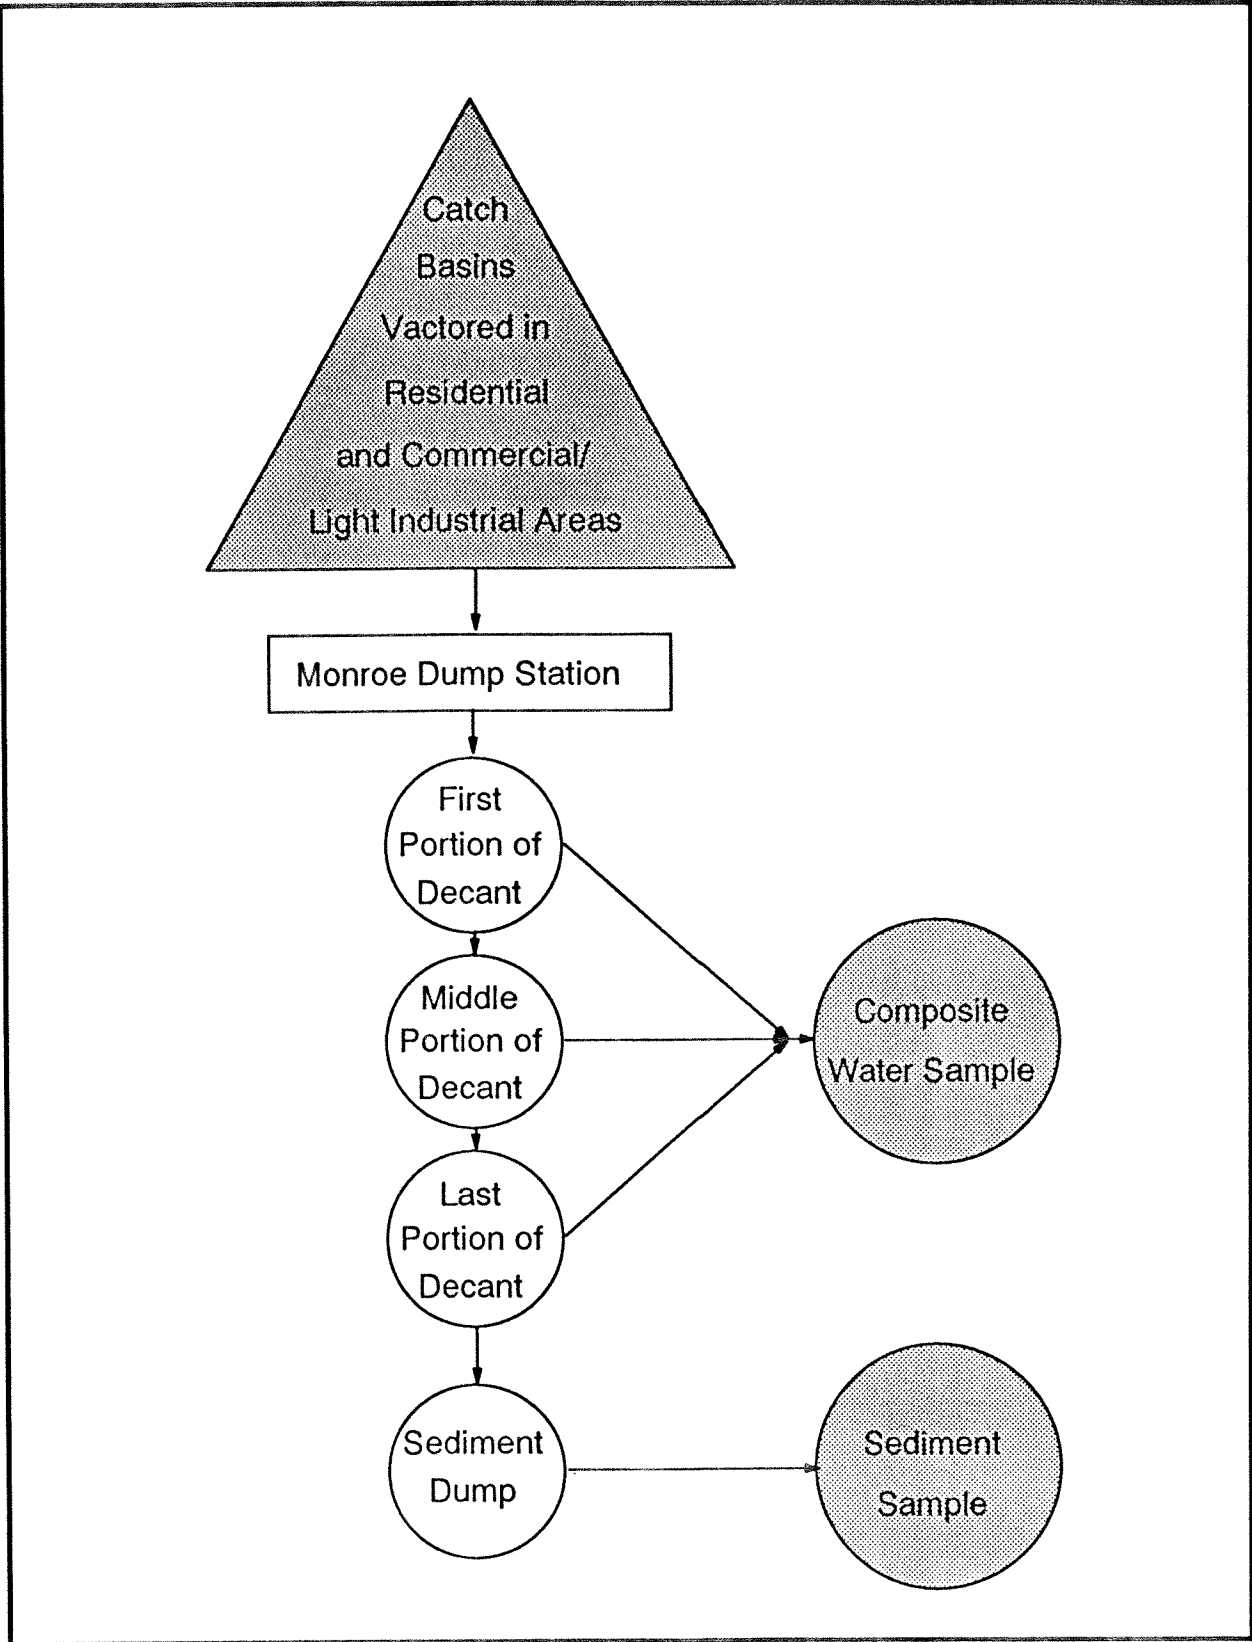 Catch
Basins
Vactored in
Residential
and Commercial/
Light Industrial Areas
Monroe Dump Station
First
Portion of
Decant
Middle
Portion of
Decant
Last
Portion of
Decant
Composite
Water Sample
Sediment
Dump
Sediment
Sample